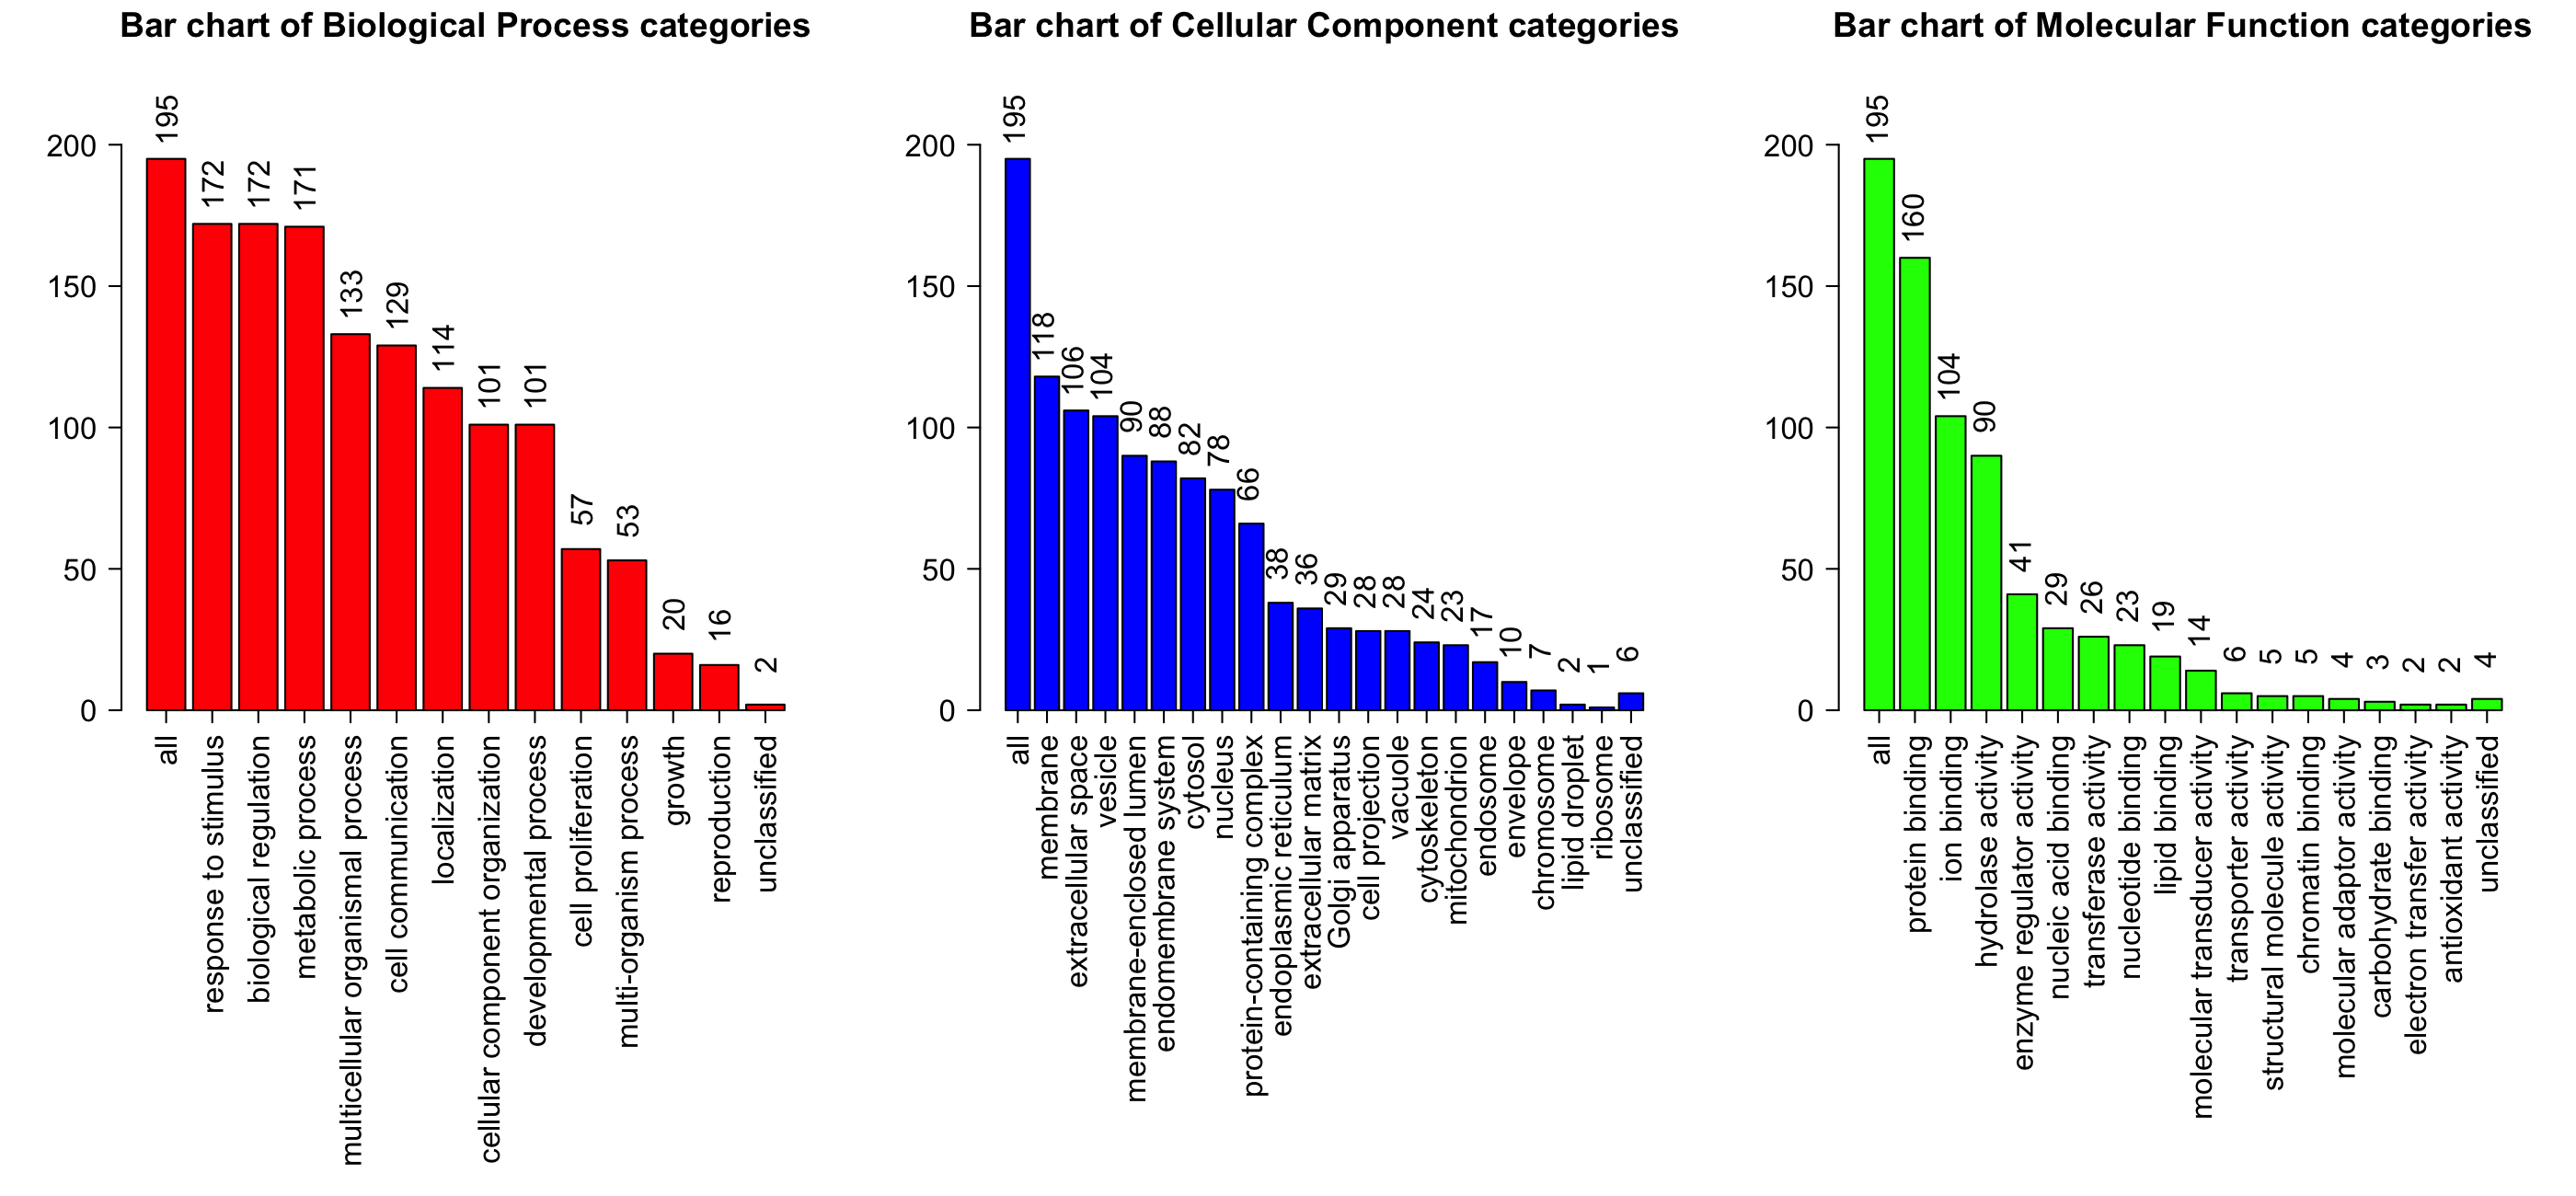 Bar chart of Biological Process categories
200
150
100
50
0
195
172
172
171
133
129
114
101
101
57
53
20
16
2
all
response to stimulus
biological regulation
metabolic process
multicellular organismal process
cell communication
localization
cellular component organization
developmental process
cell proliferation
multi-organism process
growth
reproduction
unclassified
Bar chart of Cellular Component categories
200
150
100
50
0
195
118
106
104
90
88
82
78
66
38
36
29
28
28
24
23
17
10
7
2
1
6
all
membrane
extracellular space
vesicle
membrane-enclosed lumen
endomembrane system
cytosol
nucleus
protein-containing complex
endoplasmic reticulum
extracellular matrix
Golgi apparatus
cell projection
vacuole
cytoskeleton
mitochondrion
endosome
envelope
chromosome
lipid droplet
ribosome
unclassified
Bar chart of Molecular Function categories
200
150
100
50
0
195
160
104
90
41
29
26
23
19
14
6
5
5
4
3
2
2
4
all
protein binding
ion binding
hydrolase activity
enzyme regulator activity
nucleic acid binding
transferase activity
nucleotide binding
lipid binding
molecular transducer activity
transporter activity
structural molecule activity
chromatin binding
molecular adaptor activity
carbohydrate binding
electron transfer activity
antioxidant activity
unclassified